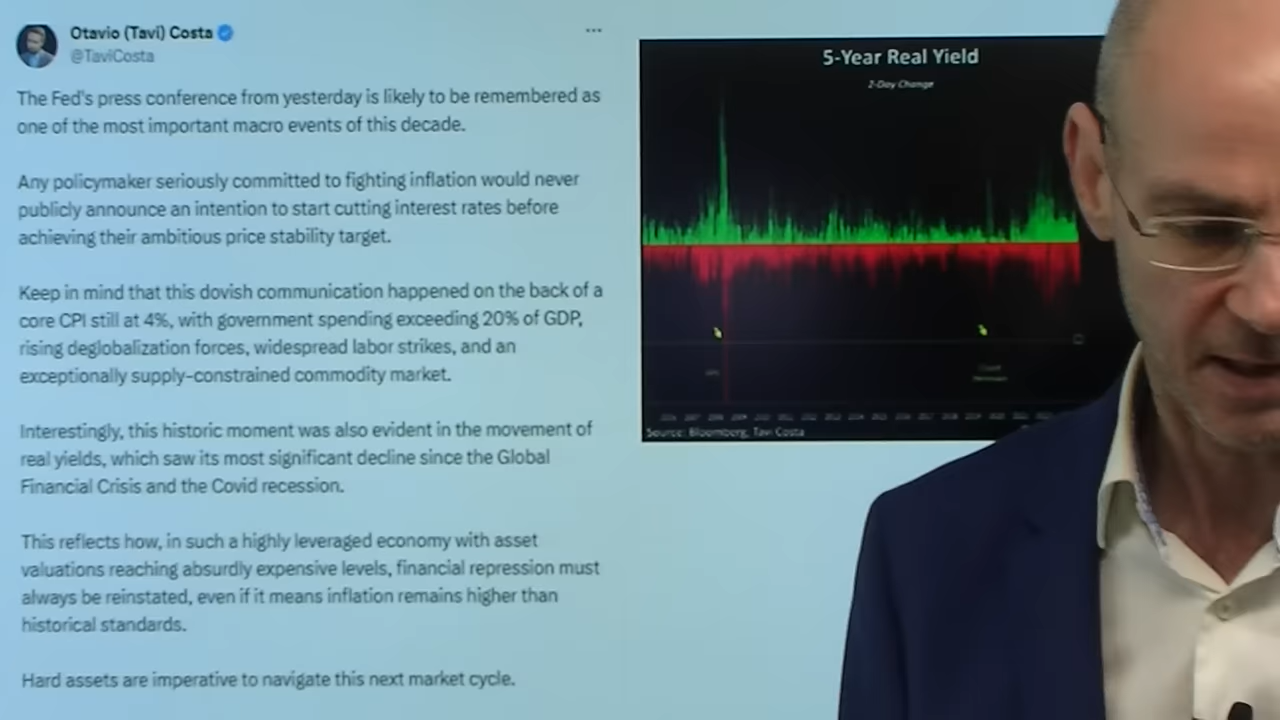 Otavio (Tavi) Costa
@TaviCosta
The Fed's press conference from yesterday is likely to be remembered as
one of the most important macro events of this decade.
Any policymaker seriously committed to fighting inflation would never
publicly announce an intention to start cutting interest rates before
achieving their ambitious price stability target.
Keep in mind that this dovish communication happened on the back of a
core CPI still at 4%, with government spending exceeding 20% of GDP,
rising deglobalization forces, widespread labor strikes, and an
exceptionally supply-constrained commodity market.
Interestingly, this historic moment was also evident in the movement of
real yields, which saw its most significant decline since the Global
Financial Crisis and the Covid recession.
This reflects how, in such a highly leveraged economy with asset
valuations reaching absurdly expensive levels, financial repression must
always be reinstated, even if it means inflation remains higher than
historical standards.
Hard assets are imperative to navigate this next market cycle.
5-Year Real Yield
2-Day Change
Source: Bloomberg, Tavi Costa